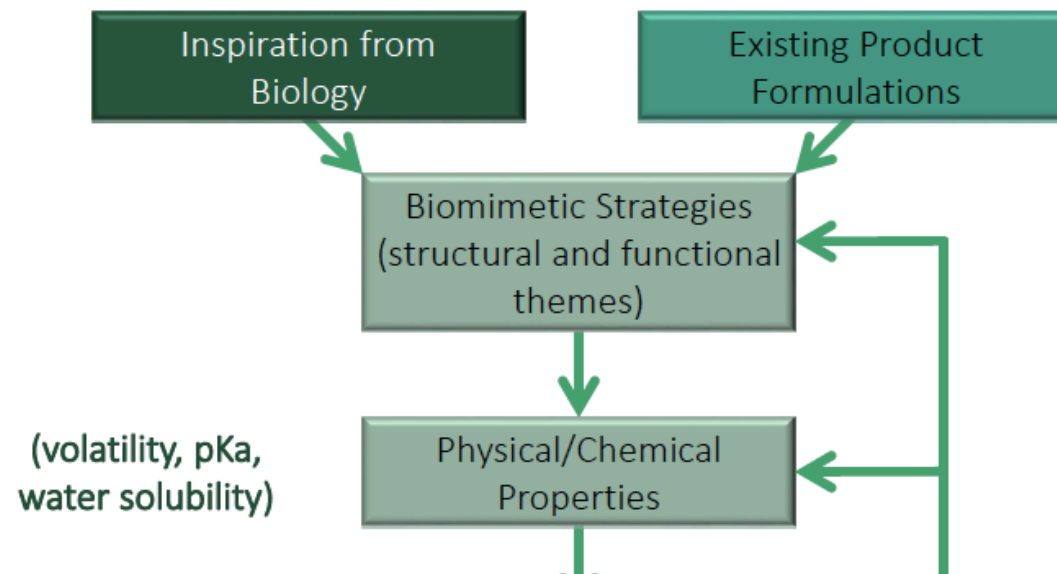 Inspiration from
Biology
Existing Product
Formulations
Biomimetic Strategies
(structural and functional
themes)
(volatility, pKa,
water solubility)
Physical/Chemical
Properties